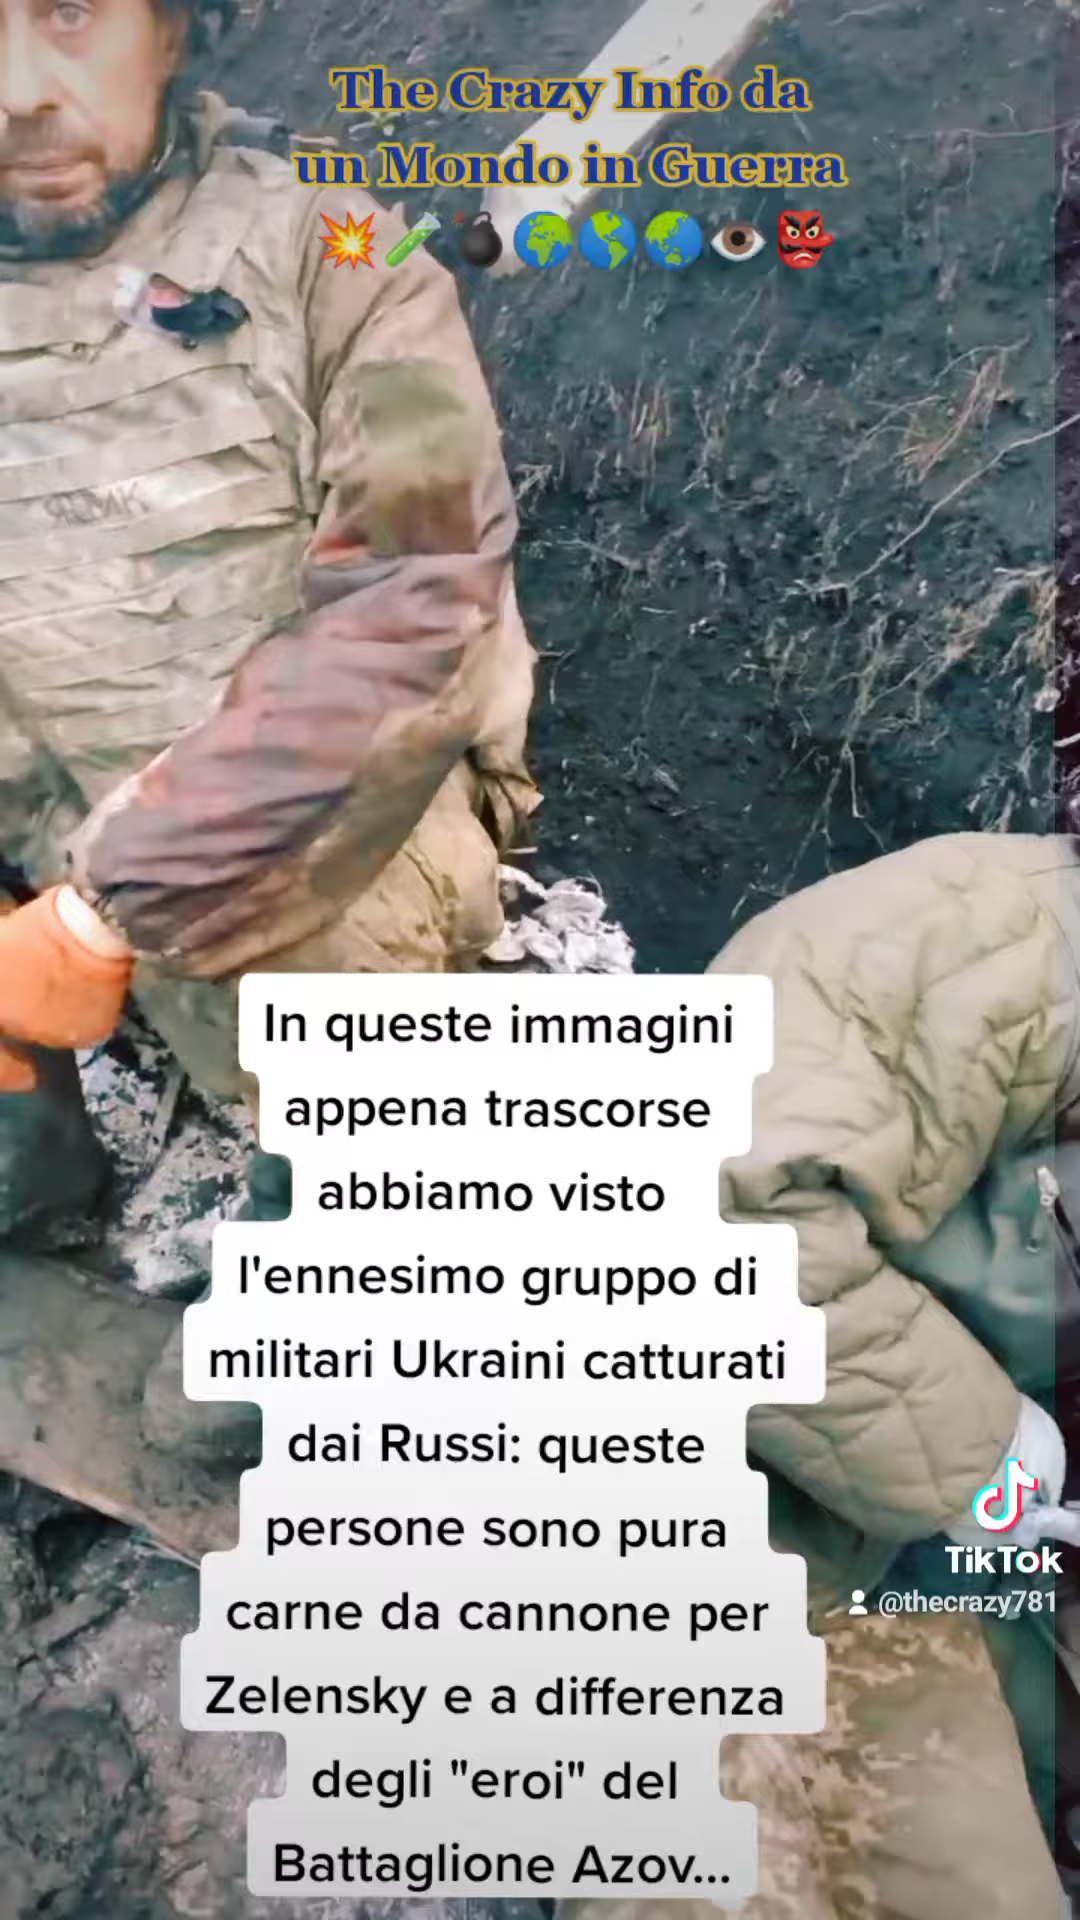 The Crazy Info da
un Mondo in Guerra
💥🧪💣🌍🌎🌏👁️👺
In queste immagini
appena trascorse
abbiamo visto
l'ennesimo gruppo di
militari Ukraini catturati
dai Russi: queste
persone sono pura
carne da cannone per
Zelensky e a differenza
degli "eroi" del
Battaglione Azov...
TikTok
@thecrazy781